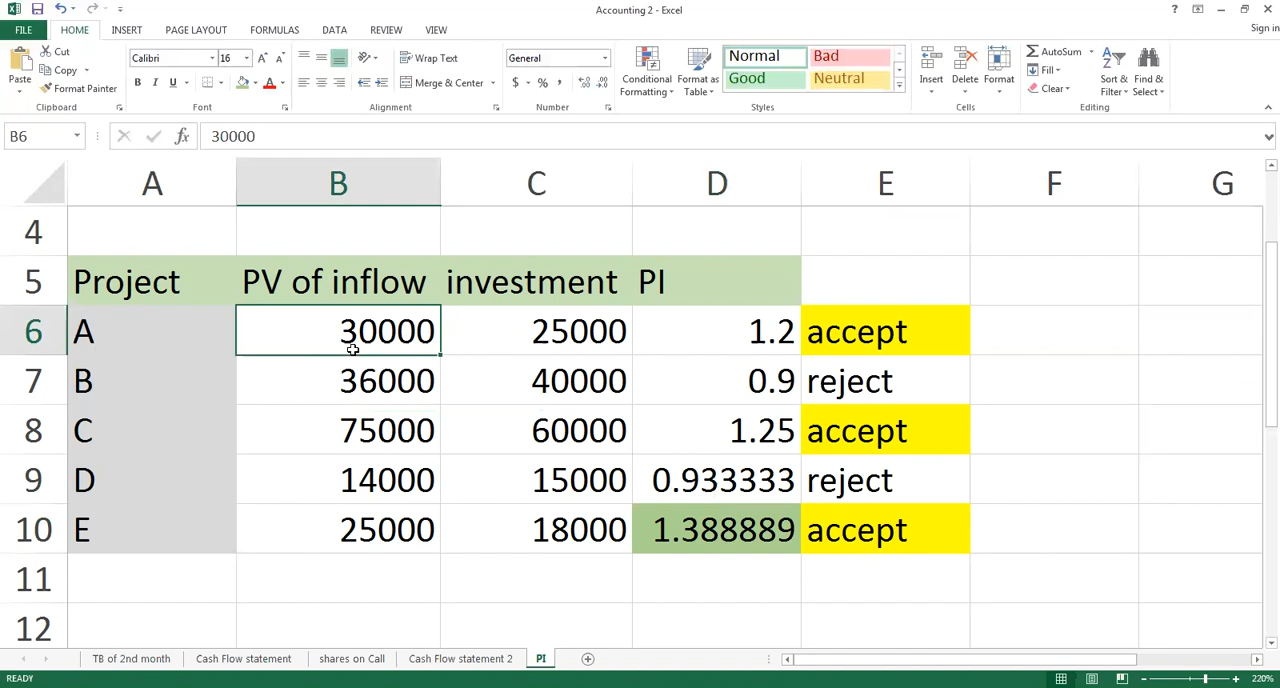 Accounting 2 - Excel
?
FILE HOME INSERT PAGE LAYOUT FORMULAS DATA REVIEW VIEW Sign in
Paste Cut Copy Format Painter Clipboard
Calibri 16 B I U A A A Font
Wrap Text Merge & Center Alignment
General $ % , Number
Conditional Formatting Format as Table Normal Bad Good Neutral Styles
Insert Delete Format Cells
AutoSum Fill Clear Sort & Filter Find & Select Editing
B6 fx 30000
A B C D E F G
4
5 Project PV of inflow investment PI
6 A 30000 25000 1.2 accept
7 B 36000 40000 0.9 reject
8 C 75000 60000 1.25 accept
9 D 14000 15000 0.933333 reject
10 E 25000 18000 1.388889 accept
11
12
TB of 2nd month Cash Flow statement shares on Call Cash Flow statement 2 PI
READY 220%